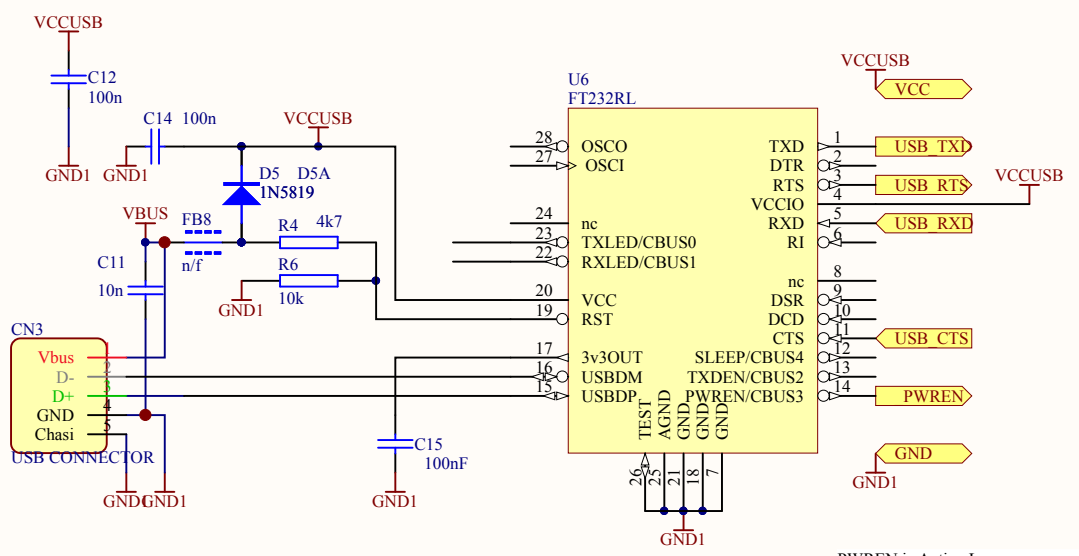 VCCUSB
C12
100n
GND1
C14 100n
GND1
VCCUSB
D5 D5A
1N5819
VBUS
FB8
n/f
R4 4k7
R6
10k
GND1
C11
10n
CN3
Vbus 1
D- 2
D+ 3
GND 4
Chasi 5
USB CONNECTOR
GND1
GND1
C15
100nF
GND1
U6
FT232RL
28 OSCO
27 OSCI
24 nc
23 TXLED/CBUS0
22 RXLED/CBUS1
20 VCC
19 RST
17 3v3OUT
16 USBDM
15 USBDP
TXD 1
DTR 2
RTS 3
VCCIO 4
RXD 5
RI 6
nc 8
DSR 9
DCD 10
CTS 11
SLEEP/CBUS4 12
TXDEN/CBUS2 13
PWREN/CBUS3 14
TEST 26
AGND 25
GND 21
GND 18
GND 7
GND1
VCCUSB
VCC
USB_TXD
USB_RTS
VCCUSB
USB_RXD
USB_CTS
PWREN
GND
GND1